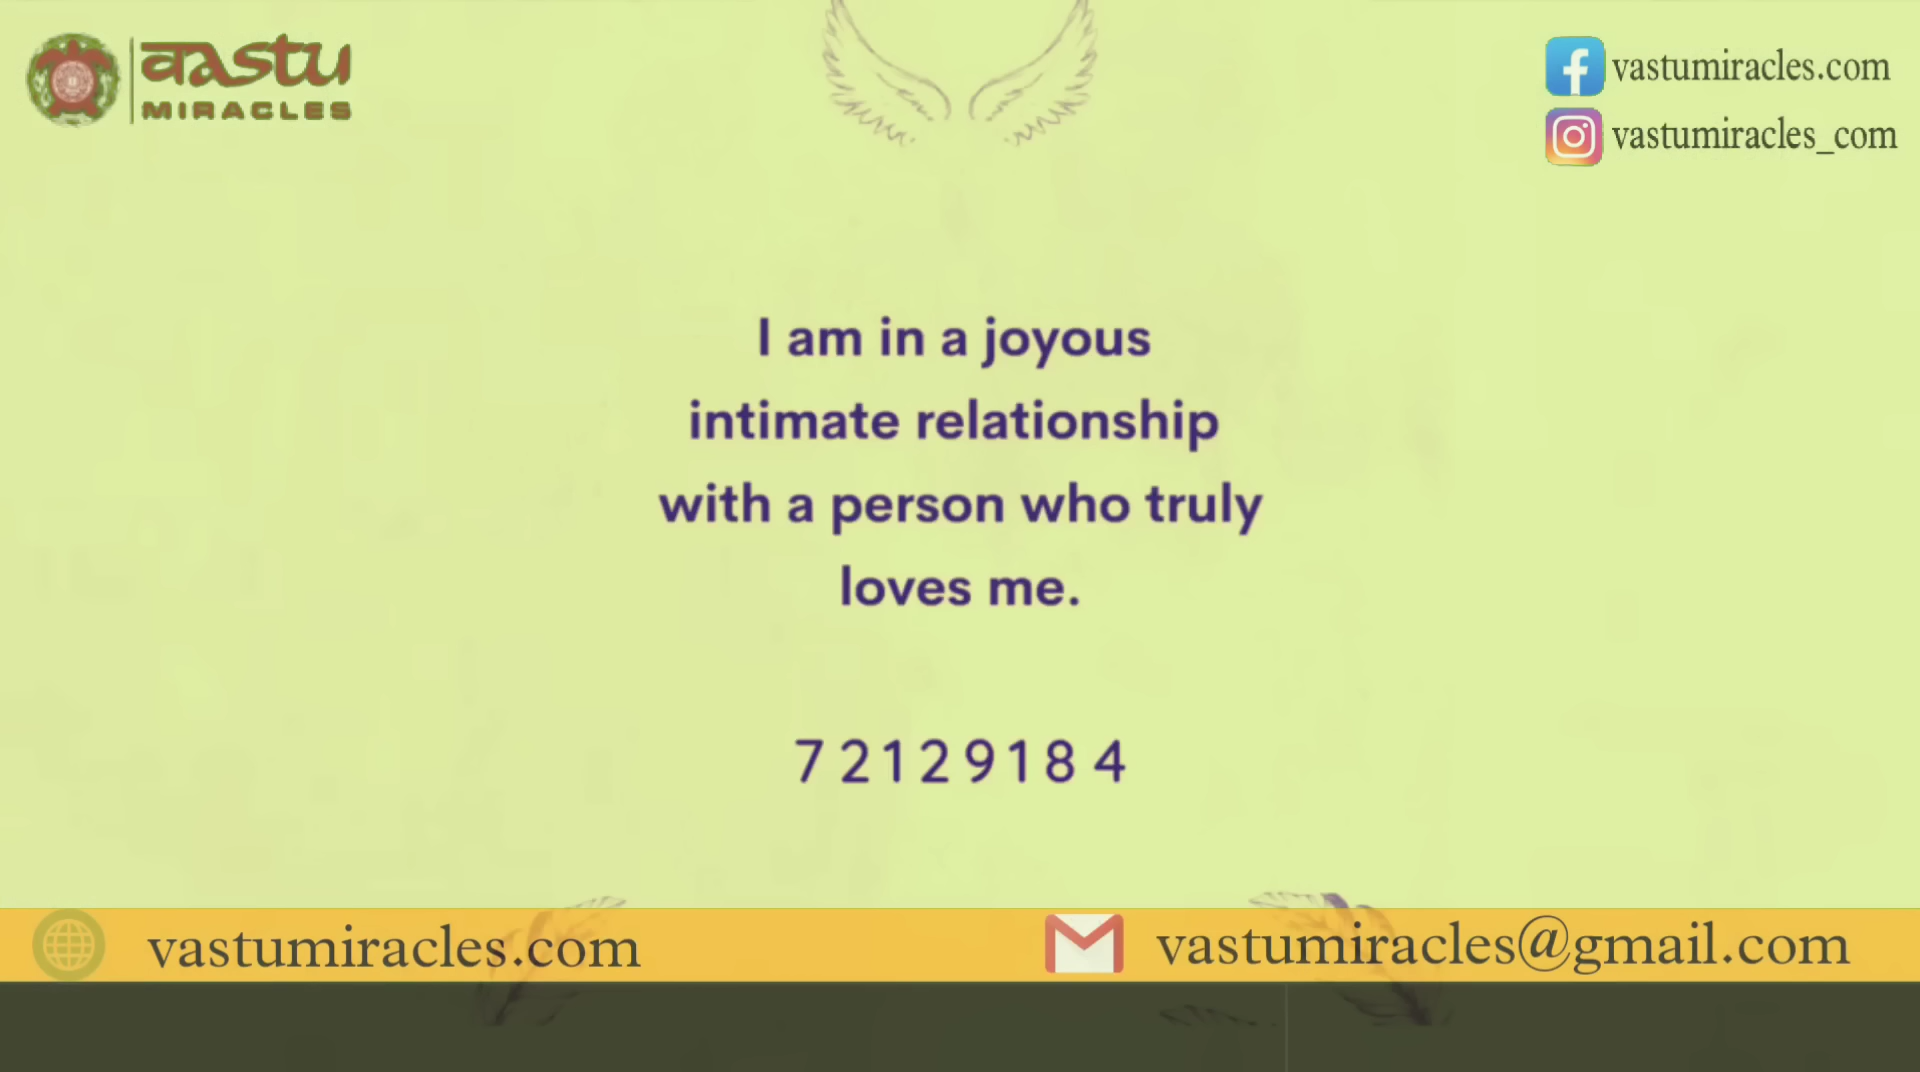 वास्तु
MIRACLES
vastumiracles.com
vastumiracles_com
I am in a joyous
intimate relationship
with a person who truly
loves me.
7 2 1 2 9 1 8 4
vastumiracles.com
vastumiracles@gmail.com